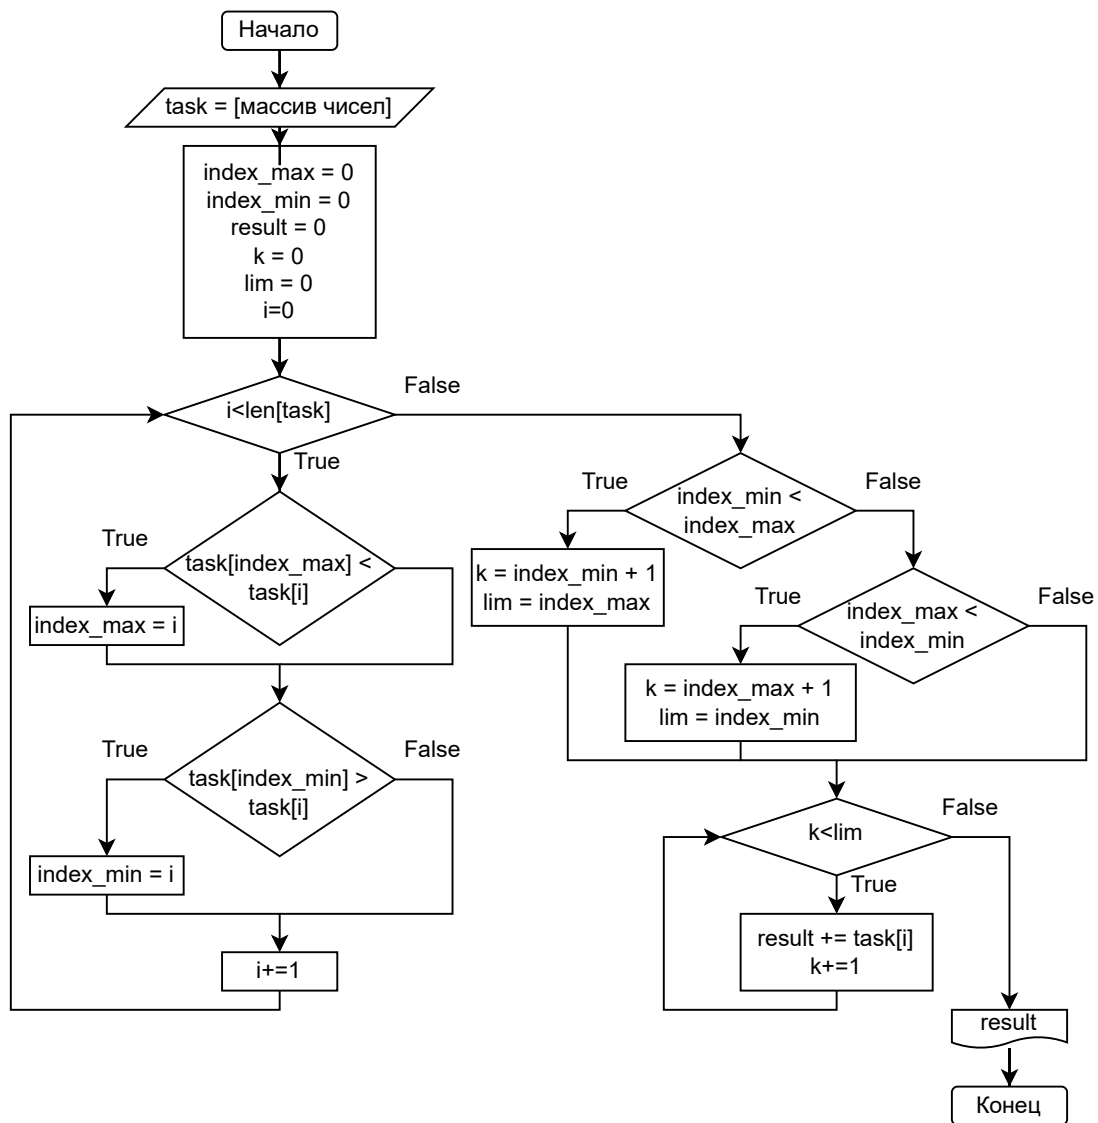 Начало
task = [массив чисел]
index_max = 0
index_min = 0
result = 0
k = 0
lim = 0
i=0
i<len[task]
False
True
task[index_max] <
task[i]
True
index_max = i
task[index_min] >
task[i]
True
False
index_min = i
i+=1
index_min <
index_max
True
False
k = index_min + 1
lim = index_max
index_max <
index_min
True
False
k = index_max + 1
lim = index_min
k<lim
False
True
result += task[i]
k+=1
result
Конец